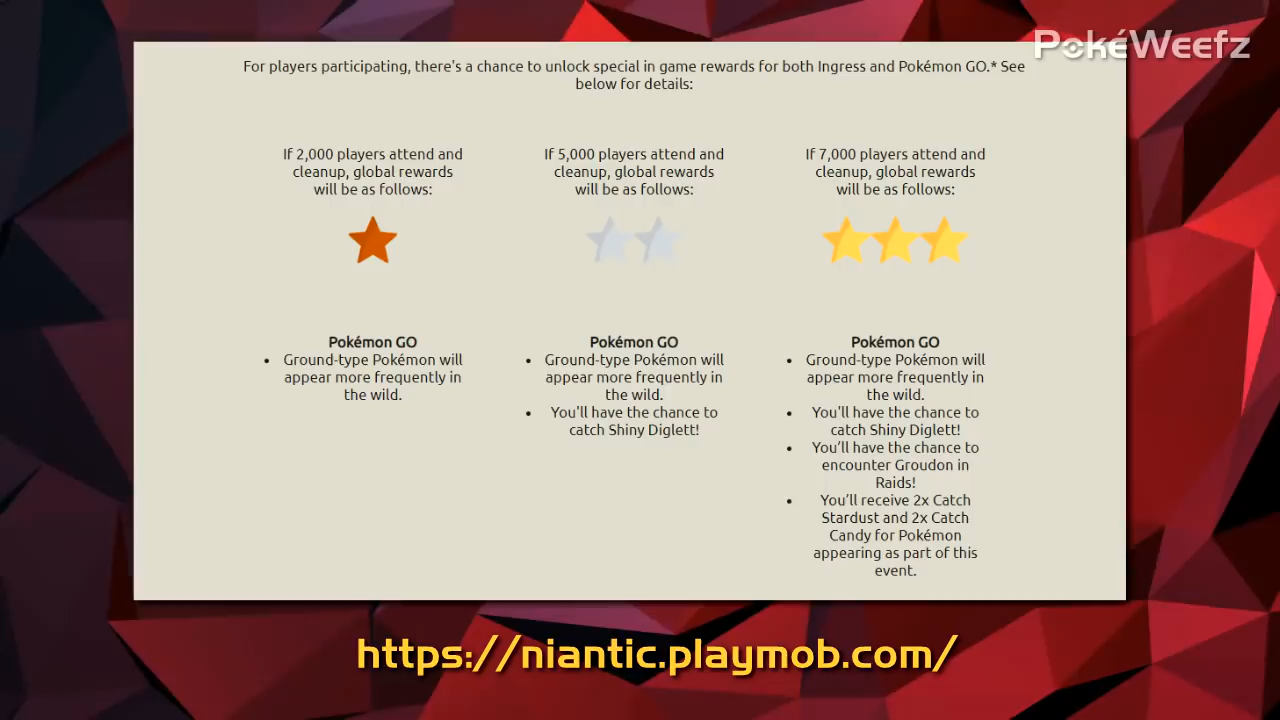 PokéWeefz
For players participating, there's a chance to unlock special in game rewards for both Ingress and Pokémon GO.* See
below for details:
If 2,000 players attend and
cleanup, global rewards
will be as follows:
Pokémon GO
• Ground-type Pokémon will
appear more frequently in
the wild.
If 5,000 players attend and
cleanup, global rewards
will be as follows:
Pokémon GO
• Ground-type Pokémon will
appear more frequently in
the wild.
• You'll have the chance to
catch Shiny Diglett!
If 7,000 players attend and
cleanup, global rewards
will be as follows:
Pokémon GO
• Ground-type Pokémon will
appear more frequently in
the wild.
• You'll have the chance to
catch Shiny Diglett!
• You’ll have the chance to
encounter Groudon in
Raids!
• You’ll receive 2x Catch
Stardust and 2x Catch
Candy for Pokémon
appearing as part of this
event.
https://niantic.playmob.com/